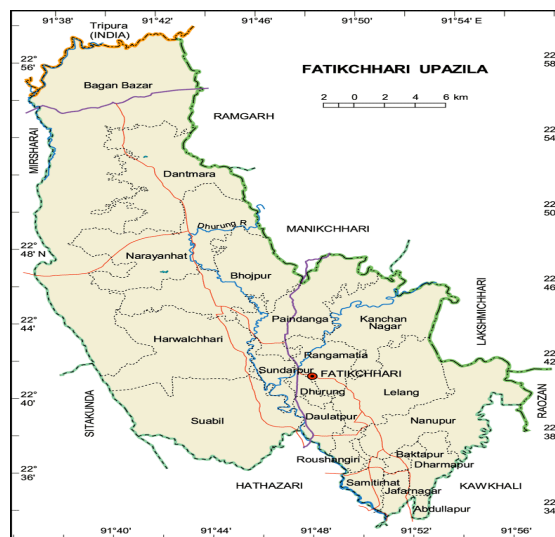 91°42' 91°46' 91°50' 91°54' E
Tripura
(INDIA)
22°
56'
FATIKCHHARI UPAZILA
Bagan Bazar
2 0 2 4 6 km
RAMGARH
MIRSHARAI
22
54
Dantmara
22
50
Dhurung R
MANIKCHHARI
22°
48' N
Narayanhat
Bhojpur
22
46
LAKSHMICHHARI
22°
44'
Paindanga
Kanchan
Nagar
Harwalchhari
Rangamatia
22
42
Sundarpur
FATIKCHHARI
Dhurung
Lelang
RAOZAN
22°
40'
SITAKUNDA
Daulatpur
Suabil
Nanupur
22
38
Roushangiri
Baktapur
Dharmapur
22°
36'
HATHAZARI
Samitirhat
Jafarnagar
KAWKHALI
Abdullapur
22
34
91°40' 91°44' 91°48' 91°52' 91°56'